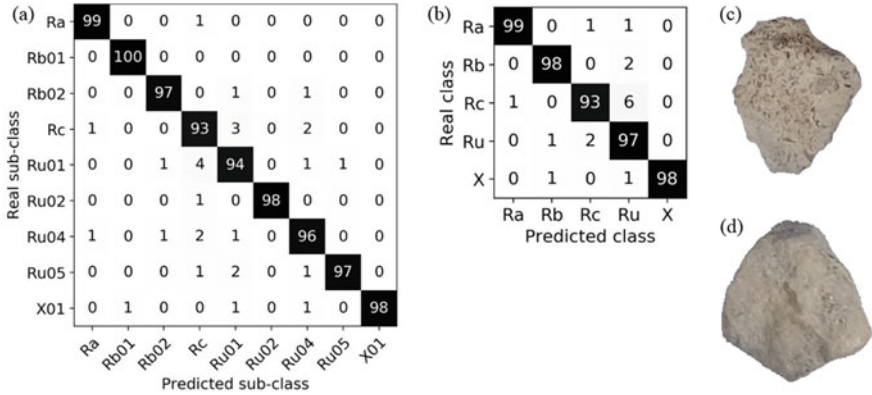 (a)
Ra 99 0 0 1 0 0 0 0 0
Rb01 0 100 0 0 0 0 0 0 0
Rb02 0 0 97 0 1 0 1 0 0
Rc 1 0 0 93 3 0 2 0 0
Ru01 0 0 1 4 94 0 1 1 0
Ru02 0 0 0 1 0 98 0 0 0
Ru04 1 0 1 2 1 0 96 0 0
Ru05 0 0 0 1 2 0 1 97 0
X01 0 1 0 0 1 0 1 0 98
Ra Rb01 Rb02 Rc Ru01 Ru02 Ru04 Ru05 X01
Real sub-class
Predicted sub-class
(b)
Ra 99 0 1 1 0
Rb 0 98 0 2 0
Rc 1 0 93 6 0
Ru 0 1 2 97 0
X 0 1 0 1 98
Ra Rb Rc Ru X
Real class
Predicted class
(c)
(d)